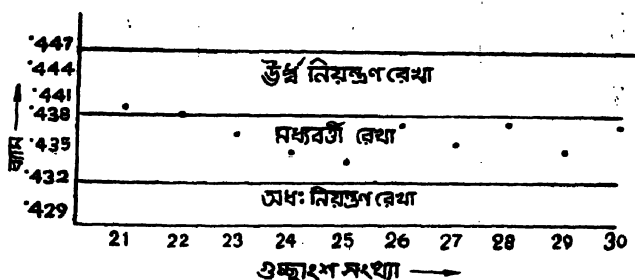 ·447
·444
ঊর্ধ্ব নিয়ন্ত্রণ রেখা
·441
·438
মধ্যবর্তী রেখা
·435
·432
অধঃ নিয়ন্ত্রণ রেখা
·429
ব্যাস
21 22 23 24 25 26 27 28 29 30
গুচ্ছাংশ সংখ্যা